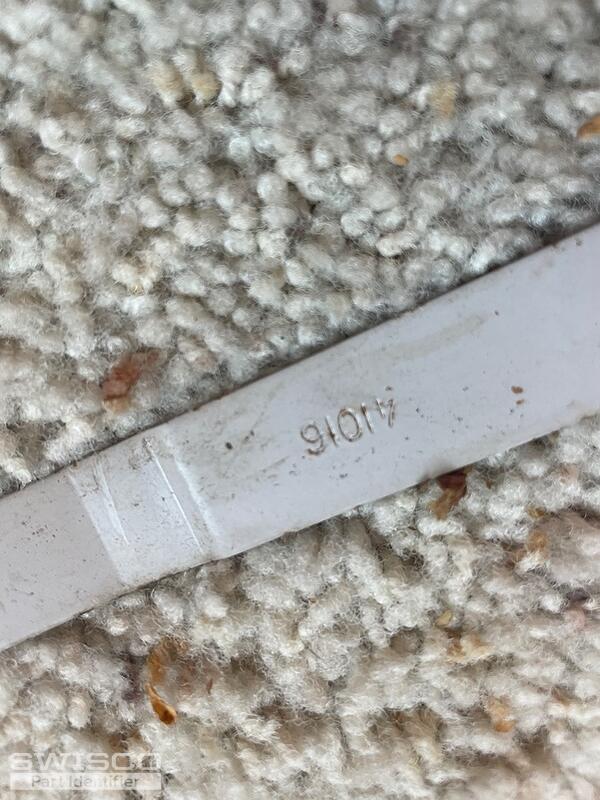 41016
SWISCO
Part Identifier